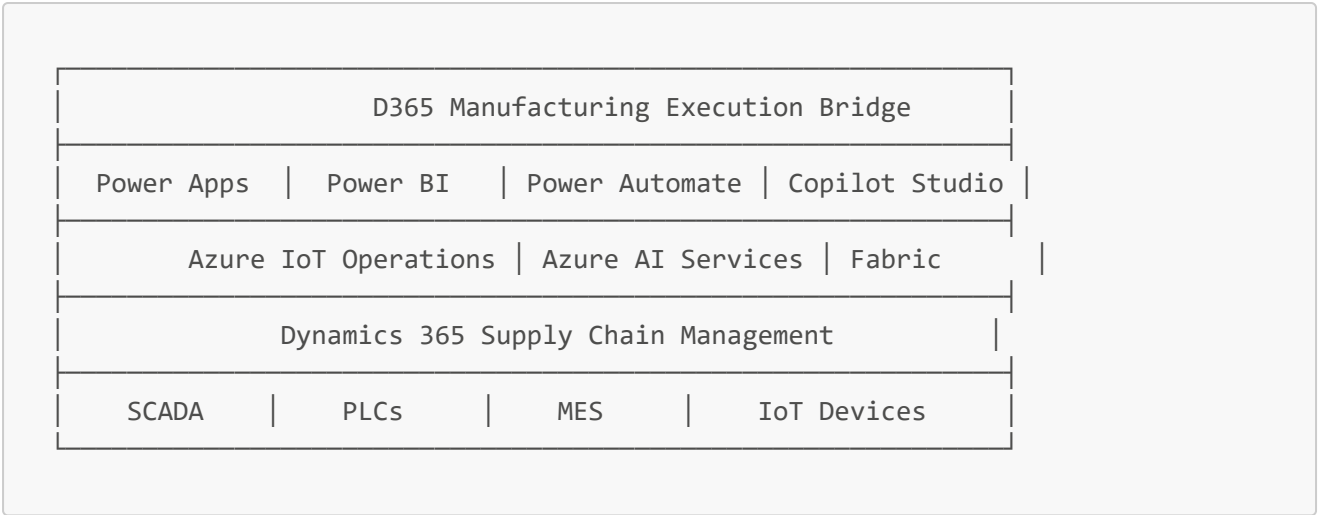 D365 Manufacturing Execution Bridge
Power Apps │ Power BI │ Power Automate │ Copilot Studio
Azure IoT Operations │ Azure AI Services │ Fabric
Dynamics 365 Supply Chain Management
SCADA │ PLCs │ MES │ IoT Devices